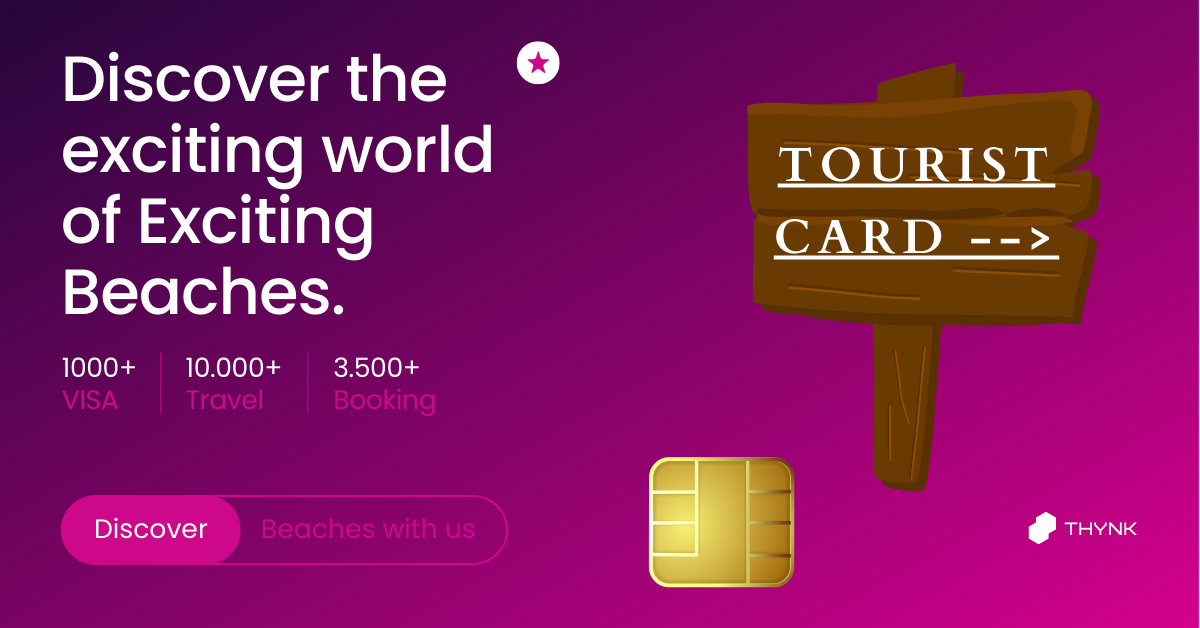 Discover the
exciting world
of Exciting
Beaches.
1000+ 10.000+ 3.500+
VISA Travel Booking
Discover Beaches with us
TOURIST
CARD -->
THYNK